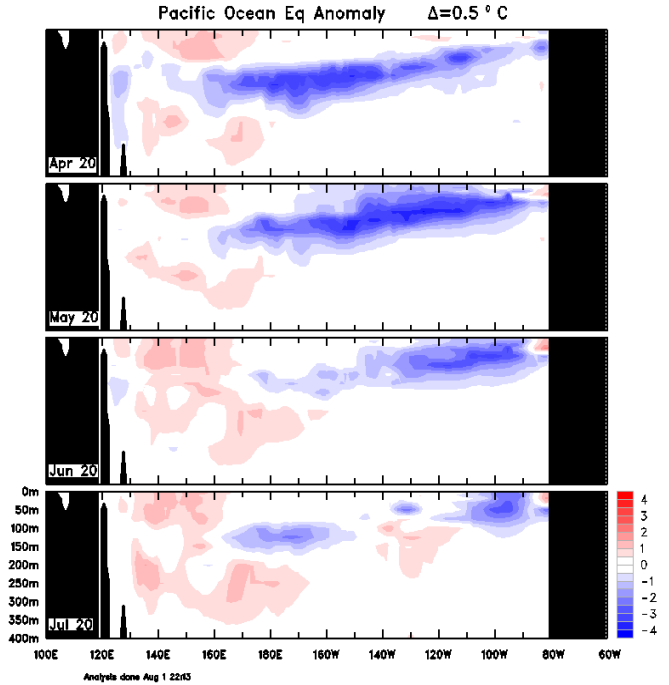 Pacific Ocean Eq Anomaly Δ=0.5 ° C
Apr 20
May 20
Jun 20
Jul 20
0m
50m
100m
150m
200m
250m
300m
350m
400m
100E 120E 140E 160E 180E 160W 140W 120W 100W 80W 60W
4
3
2
1
0
-1
-2
-3
-4
Analysis done Aug 1 22:13